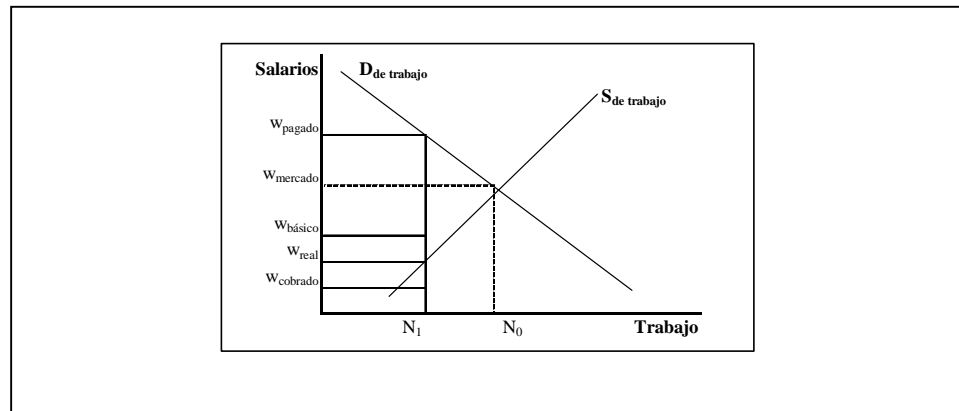 Salarios
D de trabajo
S de trabajo
W pagado
W mercado
W básico
W real
W cobrado
N1 N0 Trabajo